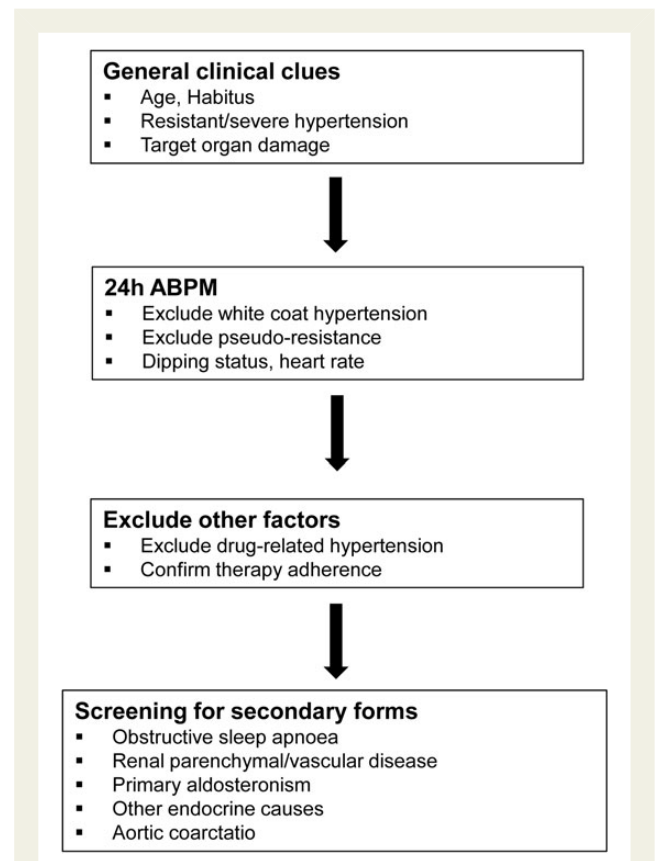 General clinical clues
▪ Age, Habitus
▪ Resistant/severe hypertension
▪ Target organ damage
24h ABPM
▪ Exclude white coat hypertension
▪ Exclude pseudo-resistance
▪ Dipping status, heart rate
Exclude other factors
▪ Exclude drug-related hypertension
▪ Confirm therapy adherence
Screening for secondary forms
▪ Obstructive sleep apnoea
▪ Renal parenchymal/vascular disease
▪ Primary aldosteronism
▪ Other endocrine causes
▪ Aortic coarctatio